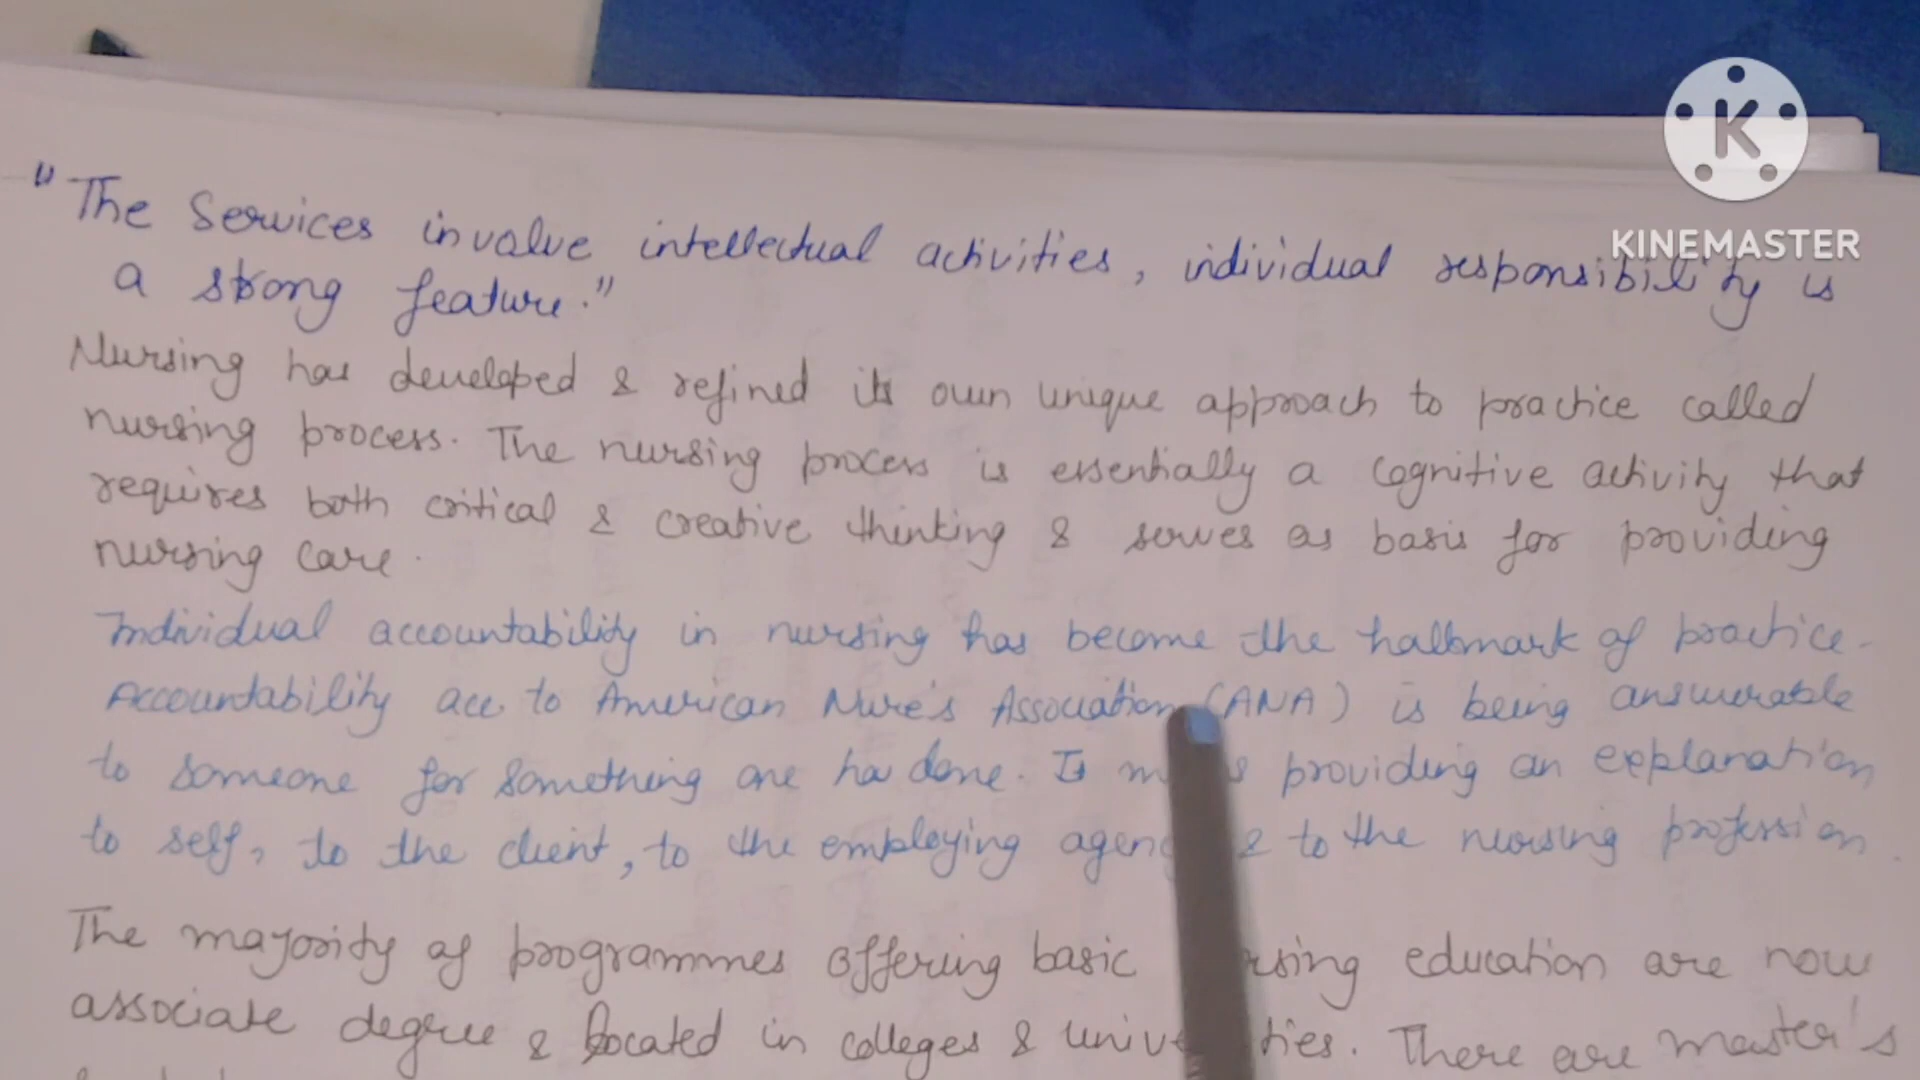 KINEMASTER
"The Services involve intellectual activities, individual responsibility is
a strong feature."
Nursing has developed & refined its own unique approach to practice called
nursing process. The nursing process is essentially a cognitive activity that
requires both critical & creative thinking & serves as basis for providing
nursing care.
Individual accountability in nursing has become the hallmark of practice.
Accountability acc to American Nurse's Association (ANA) is being answerable
to someone for something one has done. It providing an explanation
to self, to the client, to the employing & to the nursing profession.
The majority of programmes offering basic education are now
associate degree & located in colleges & There are master's